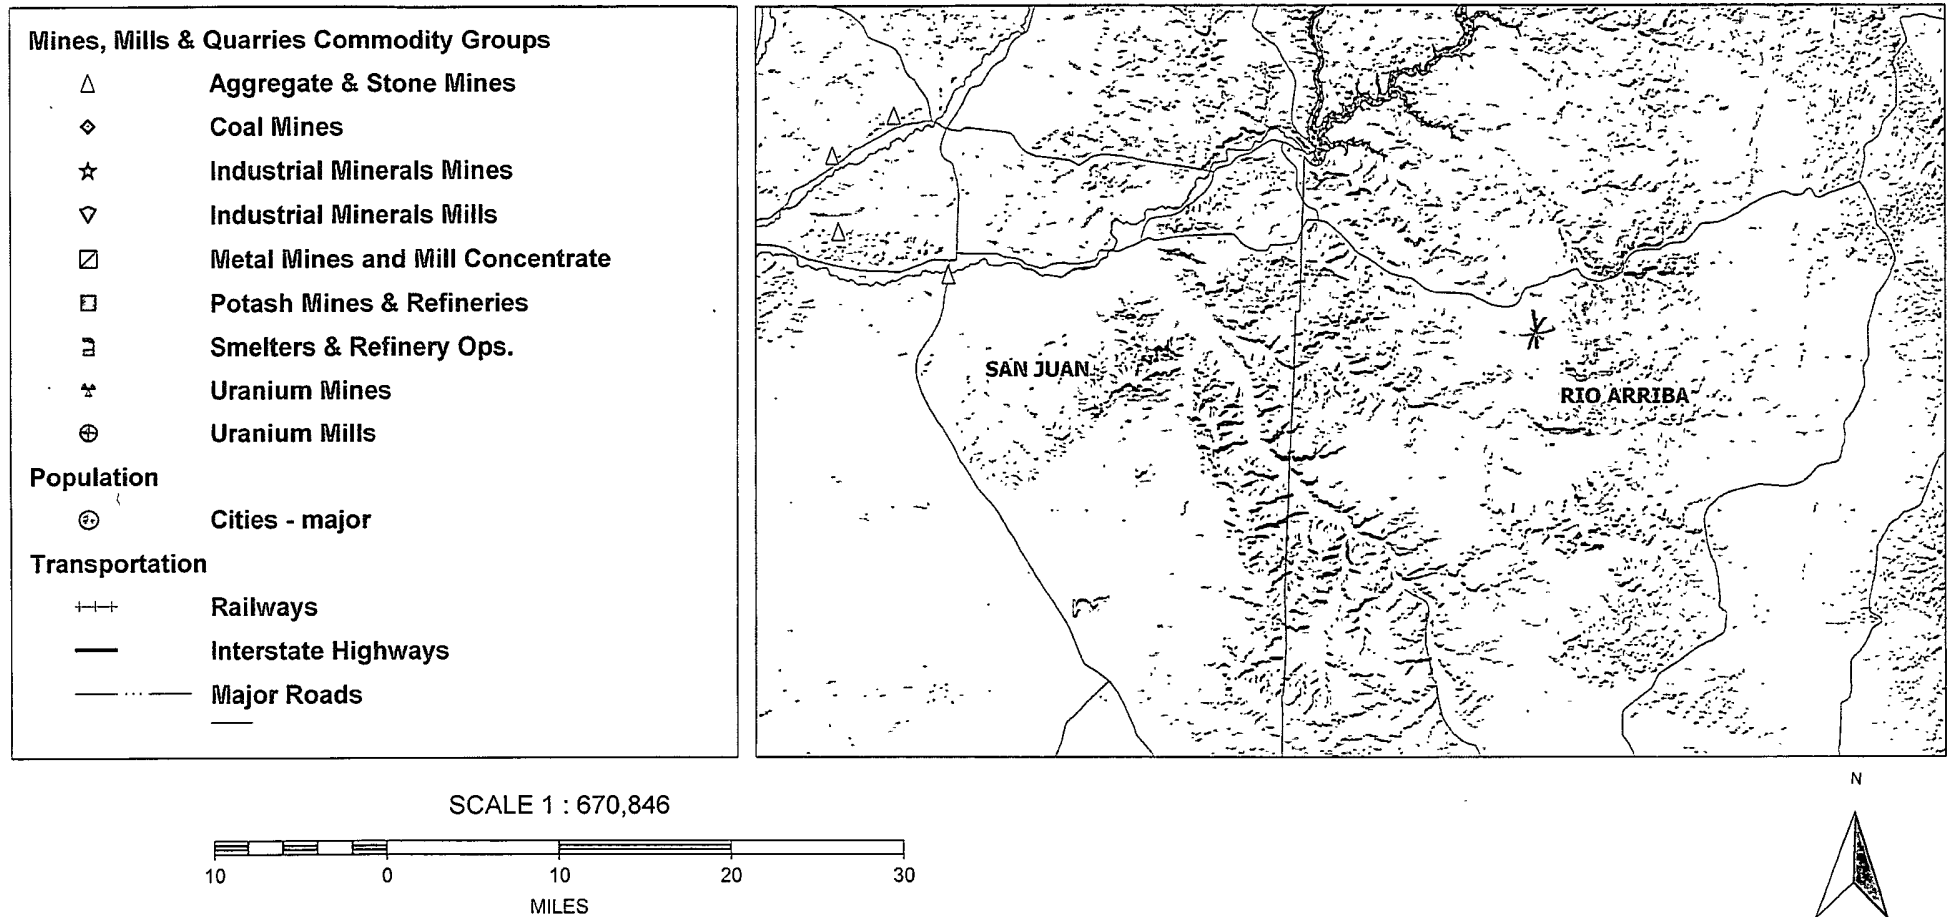 Mines, Mills & Quarries Commodity Groups
Aggregate & Stone Mines
Coal Mines
Industrial Minerals Mines
Industrial Minerals Mills
Metal Mines and Mill Concentrate
Potash Mines & Refineries
Smelters & Refinery Ops.
Uranium Mines
Uranium Mills
Population
Cities - major
Transportation
Railways
Interstate Highways
Major Roads
SAN JUAN
RIO ARRIBA
SCALE 1 : 670,846
10 0 10 20 30
MILES
N